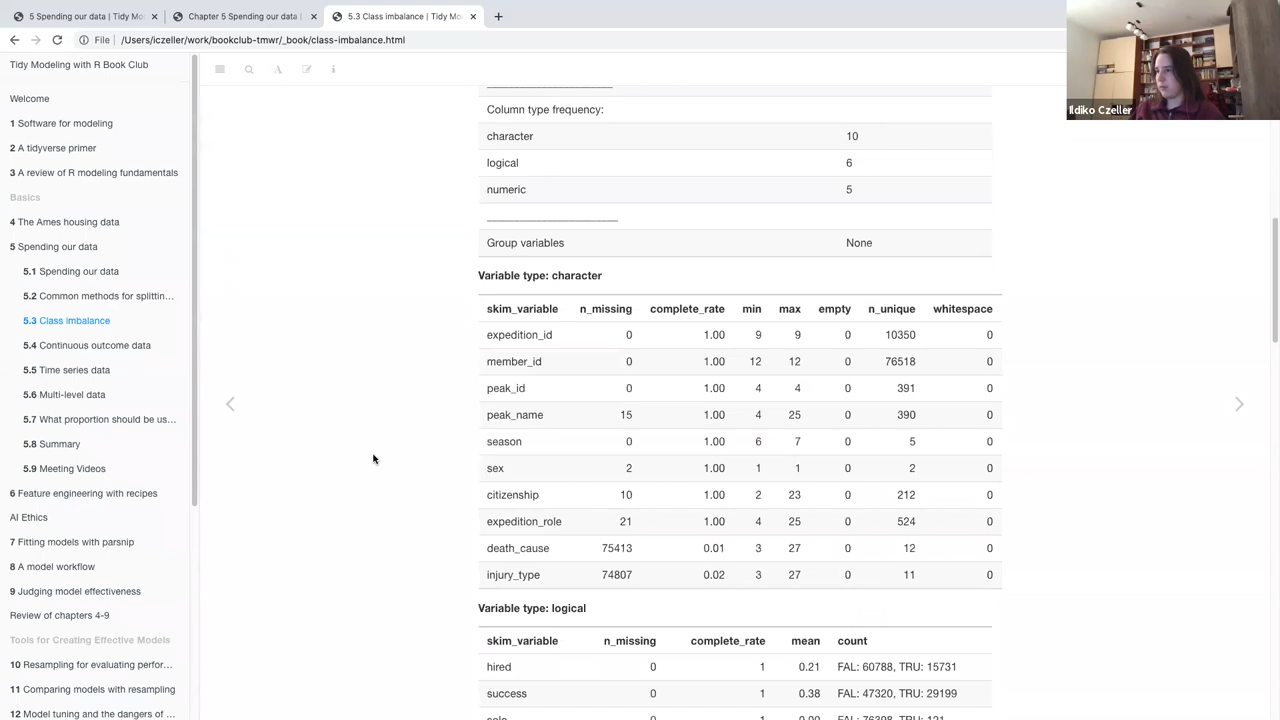 5 Spending our data | Tidy Mo
Chapter 5 Spending our data |
5.3 Class imbalance | Tidy Mo
File | /Users/iczeller/work/bookclub-tmwr/_book/class-imbalance.html
Ildiko Czeller
Tidy Modeling with R Book Club
Welcome
1 Software for modeling
2 A tidyverse primer
3 A review of R modeling fundamentals
Basics
4 The Ames housing data
5 Spending our data
5.1 Spending our data
5.2 Common methods for splittin…
5.3 Class imbalance
5.4 Continuous outcome data
5.5 Time series data
5.6 Multi-level data
5.7 What proportion should be us…
5.8 Summary
5.9 Meeting Videos
6 Feature engineering with recipes
AI Ethics
7 Fitting models with parsnip
8 A model workflow
9 Judging model effectiveness
Review of chapters 4-9
Tools for Creating Effective Models
10 Resampling for evaluating perfor…
11 Comparing models with resampling
12 Model tuning and the dangers of …
Column type frequency:
character 10
logical 6
numeric 5
Group variables None
Variable type: character
skim_variable n_missing complete_rate min max empty n_unique whitespace
expedition_id 0 1.00 9 9 0 10350 0
member_id 0 1.00 12 12 0 76518 0
peak_id 0 1.00 4 4 0 391 0
peak_name 15 1.00 4 25 0 390 0
season 0 1.00 6 7 0 5 0
sex 2 1.00 1 1 0 2 0
citizenship 10 1.00 2 23 0 212 0
expedition_role 21 1.00 4 25 0 524 0
death_cause 75413 0.01 3 27 0 12 0
injury_type 74807 0.02 3 27 0 11 0
Variable type: logical
skim_variable n_missing complete_rate mean count
hired 0 1 0.21 FAL: 60788, TRU: 15731
success 0 1 0.38 FAL: 47320, TRU: 29199
solo 0 1 0.00 FAL: 76398, TRU: 121